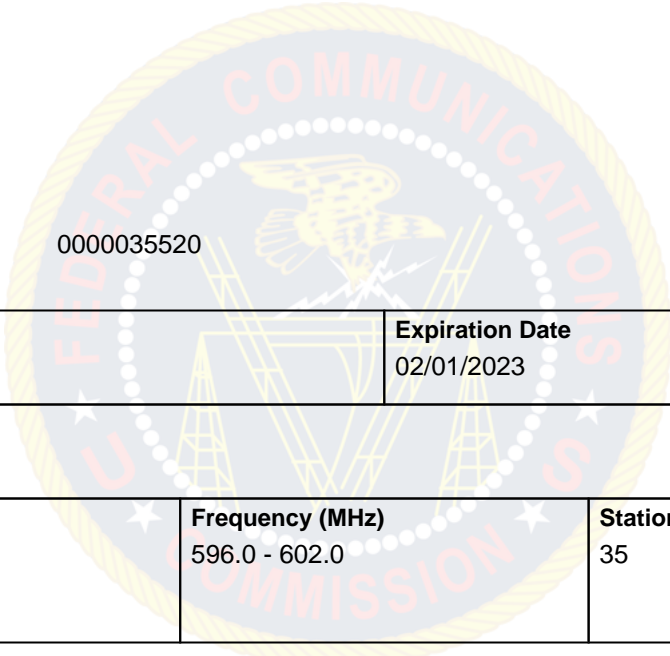 FEDERAL COMMUNICATIONS
0000035520
Expiration Date
02/01/2023
U S
Frequency (MHz)
596.0 - 602.0
Station
35
COMMISSION